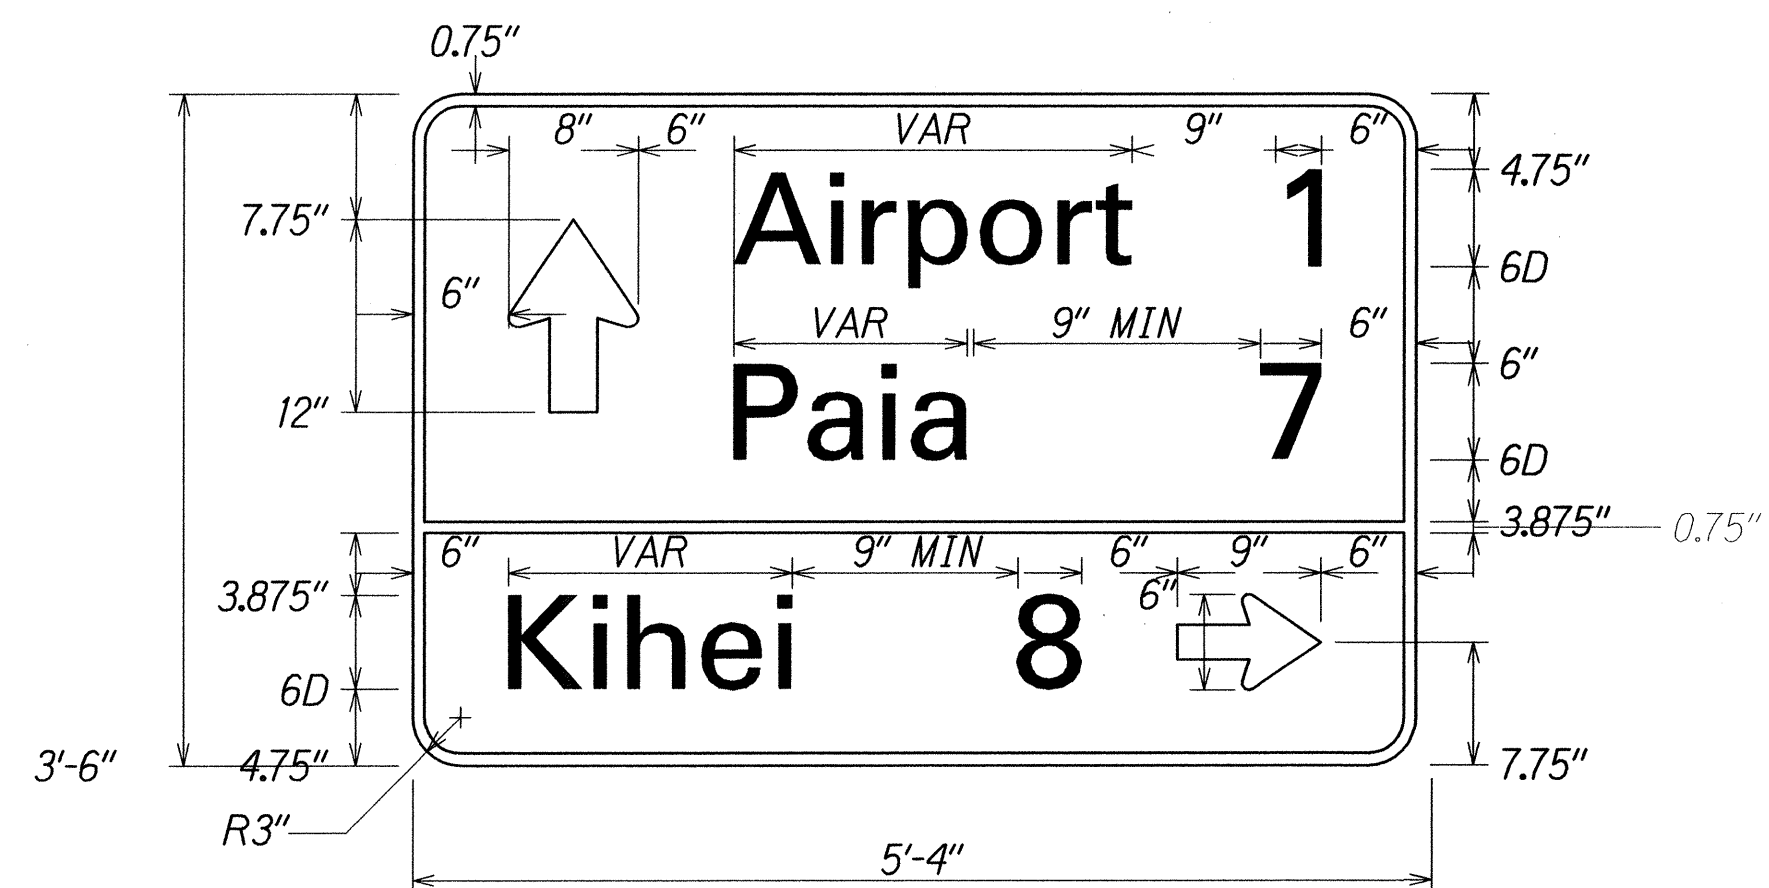 0.75"
8" 6" VAR 9" 6"
4.75"
Airport 1
7.75"
6"
6D
VAR 9" MIN 6"
6"
Paia 7
12"
6D
3.875" 0.75"
6" VAR 9" MIN 6" 9" 6"
3.875"
6"
Kihei 8
6D
3'-6" 4.75" 7.75"
R3"
5'-4"